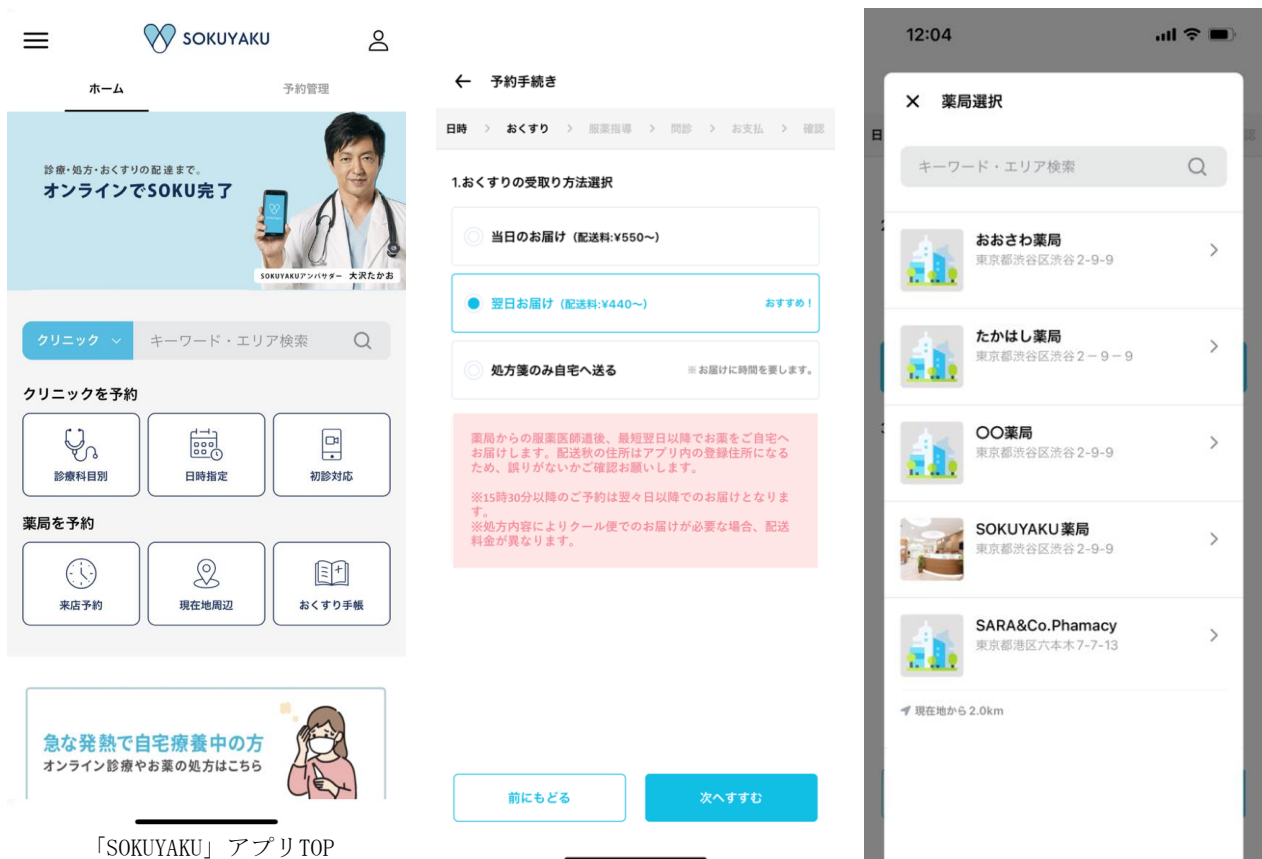 SOKUYAKU
ホーム
予約管理
診療・処方・おくすりの配達まで。
オンラインでSOKU完了
SOKUYAKUアンバサダー 大沢たかお
クリニック
キーワード・エリア検索
クリニックを予約
診療科目別
日時指定
初診対応
薬局を予約
来店予約
現在地周辺
おくすり手帳
急な発熱で自宅療養中の方
オンライン診療やお薬の処方はこちら
「SOKUYAKU」アプリTOP
予約手続き
日時 > おくすり > 服薬指導 > 問診 > お支払 > 確認
1.おくすりの受取り方法選択
当日のお届け（配送料:¥550〜）
翌日お届け（配送料:¥440〜）
おすすめ！
処方箋のみ自宅へ送る
※お届けに時間を要します。
薬局からの服薬医師道後、最短翌日以降でお薬をご自宅へ
お届けします。配送秋の住所はアプリ内の登録住所になる
ため、誤りがないかご確認お願いします。
※15時30分以降のご予約は翌々日以降でのお届けとなりま
す。
※処方内容によりクール便でのお届けが必要な場合、配送
料金が異なります。
前にもどる
次へすすむ
12:04
薬局選択
日
キーワード・エリア検索
おおさわ薬局
東京都渋谷区渋谷2-9-9
たかはし薬局
東京都渋谷区渋谷２－９－９
〇〇薬局
東京都渋谷区渋谷2-9-9
SOKUYAKU薬局
東京都渋谷区渋谷2-9-9
SARA&Co.Phamacy
東京都港区六本木7-7-13
現在地から2.0km